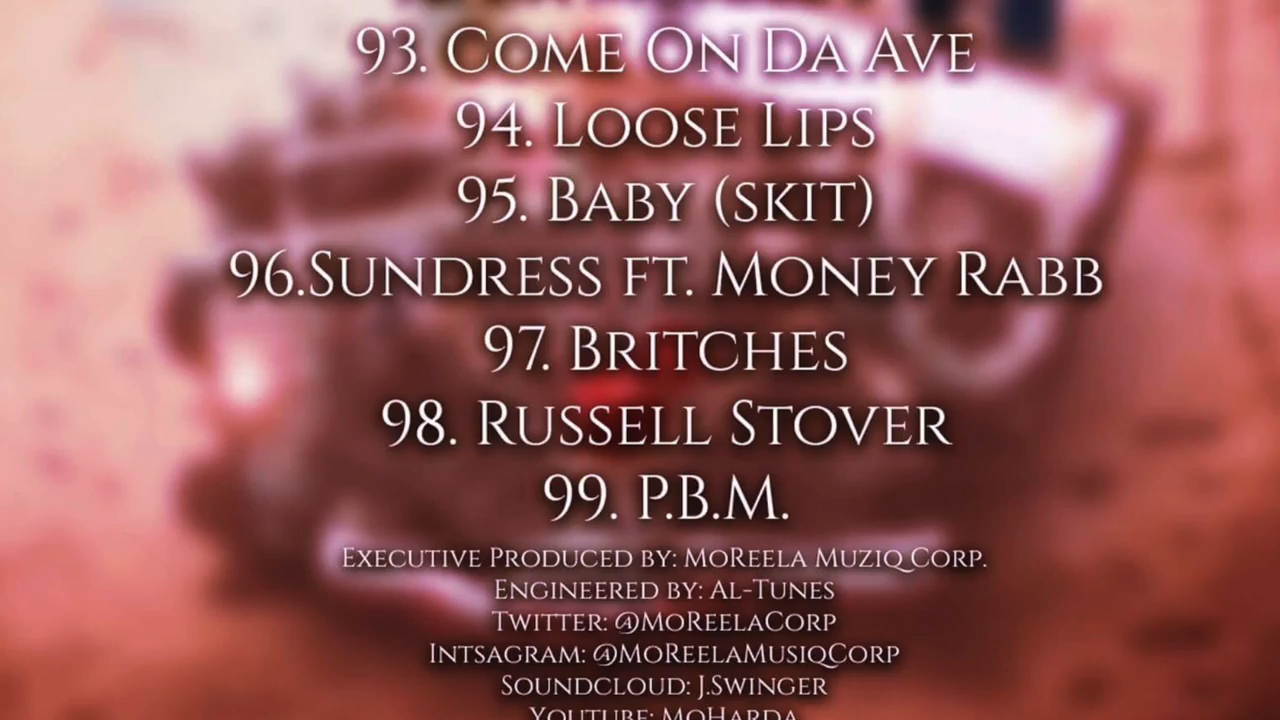 93. Come On Da Ave
94. Loose Lips
95. Baby (skit)
96.Sundress ft. Money Rabb
97. Britches
98. Russell Stover
99. P.B.M.
Executive Produced by: MoReela Muziq Corp.
Engineered by: Al-Tunes
Twitter: @MoReelaCorp
Intsagram: @MoReelaMusiqCorp
Soundcloud: J.Swinger
Youtube: MoHarda